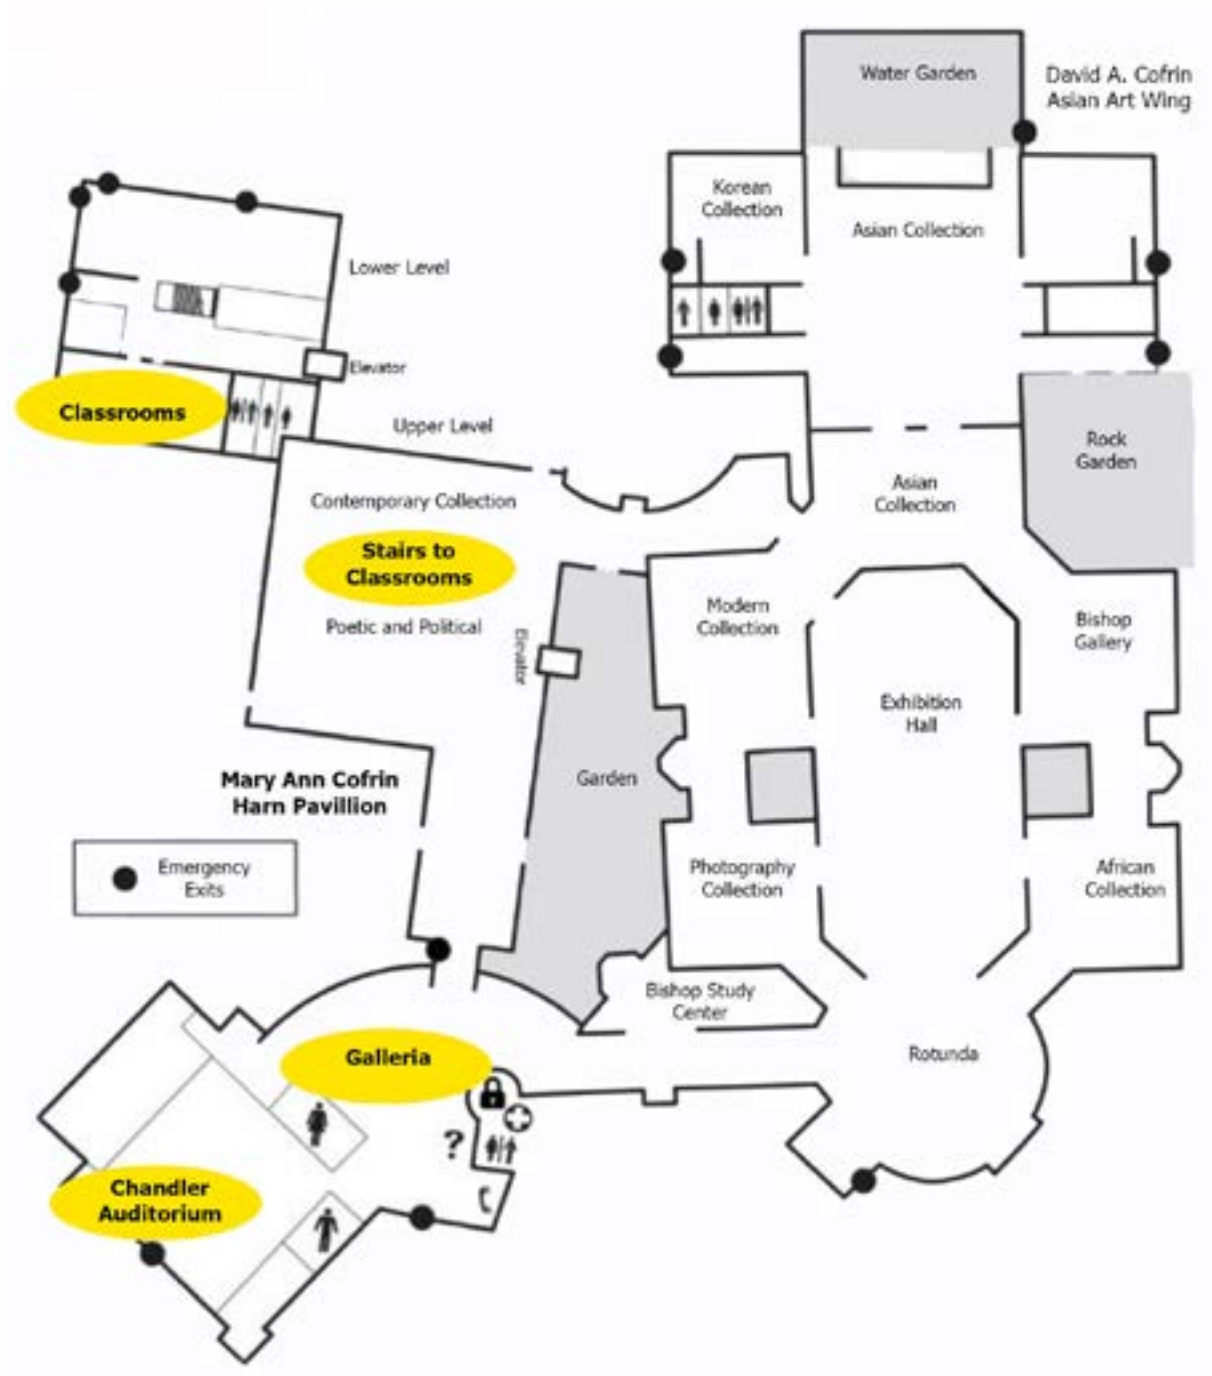 Water Garden
David A. Cofrin
Asian Art Wing
Korean
Collection
Asian Collection
Lower Level
Elevator
Classrooms
Upper Level
Rock
Garden
Contemporary Collection
Asian
Collection
Stairs to
Classrooms
Poetic and Political
Elevator
Modern
Collection
Bishop
Gallery
Exhibition
Hall
Mary Ann Cofrin
Harn Pavillion
Garden
Emergency
Exits
Photography
Collection
African
Collection
Bishop Study
Center
Galleria
Rotunda
?
Chandler
Auditorium